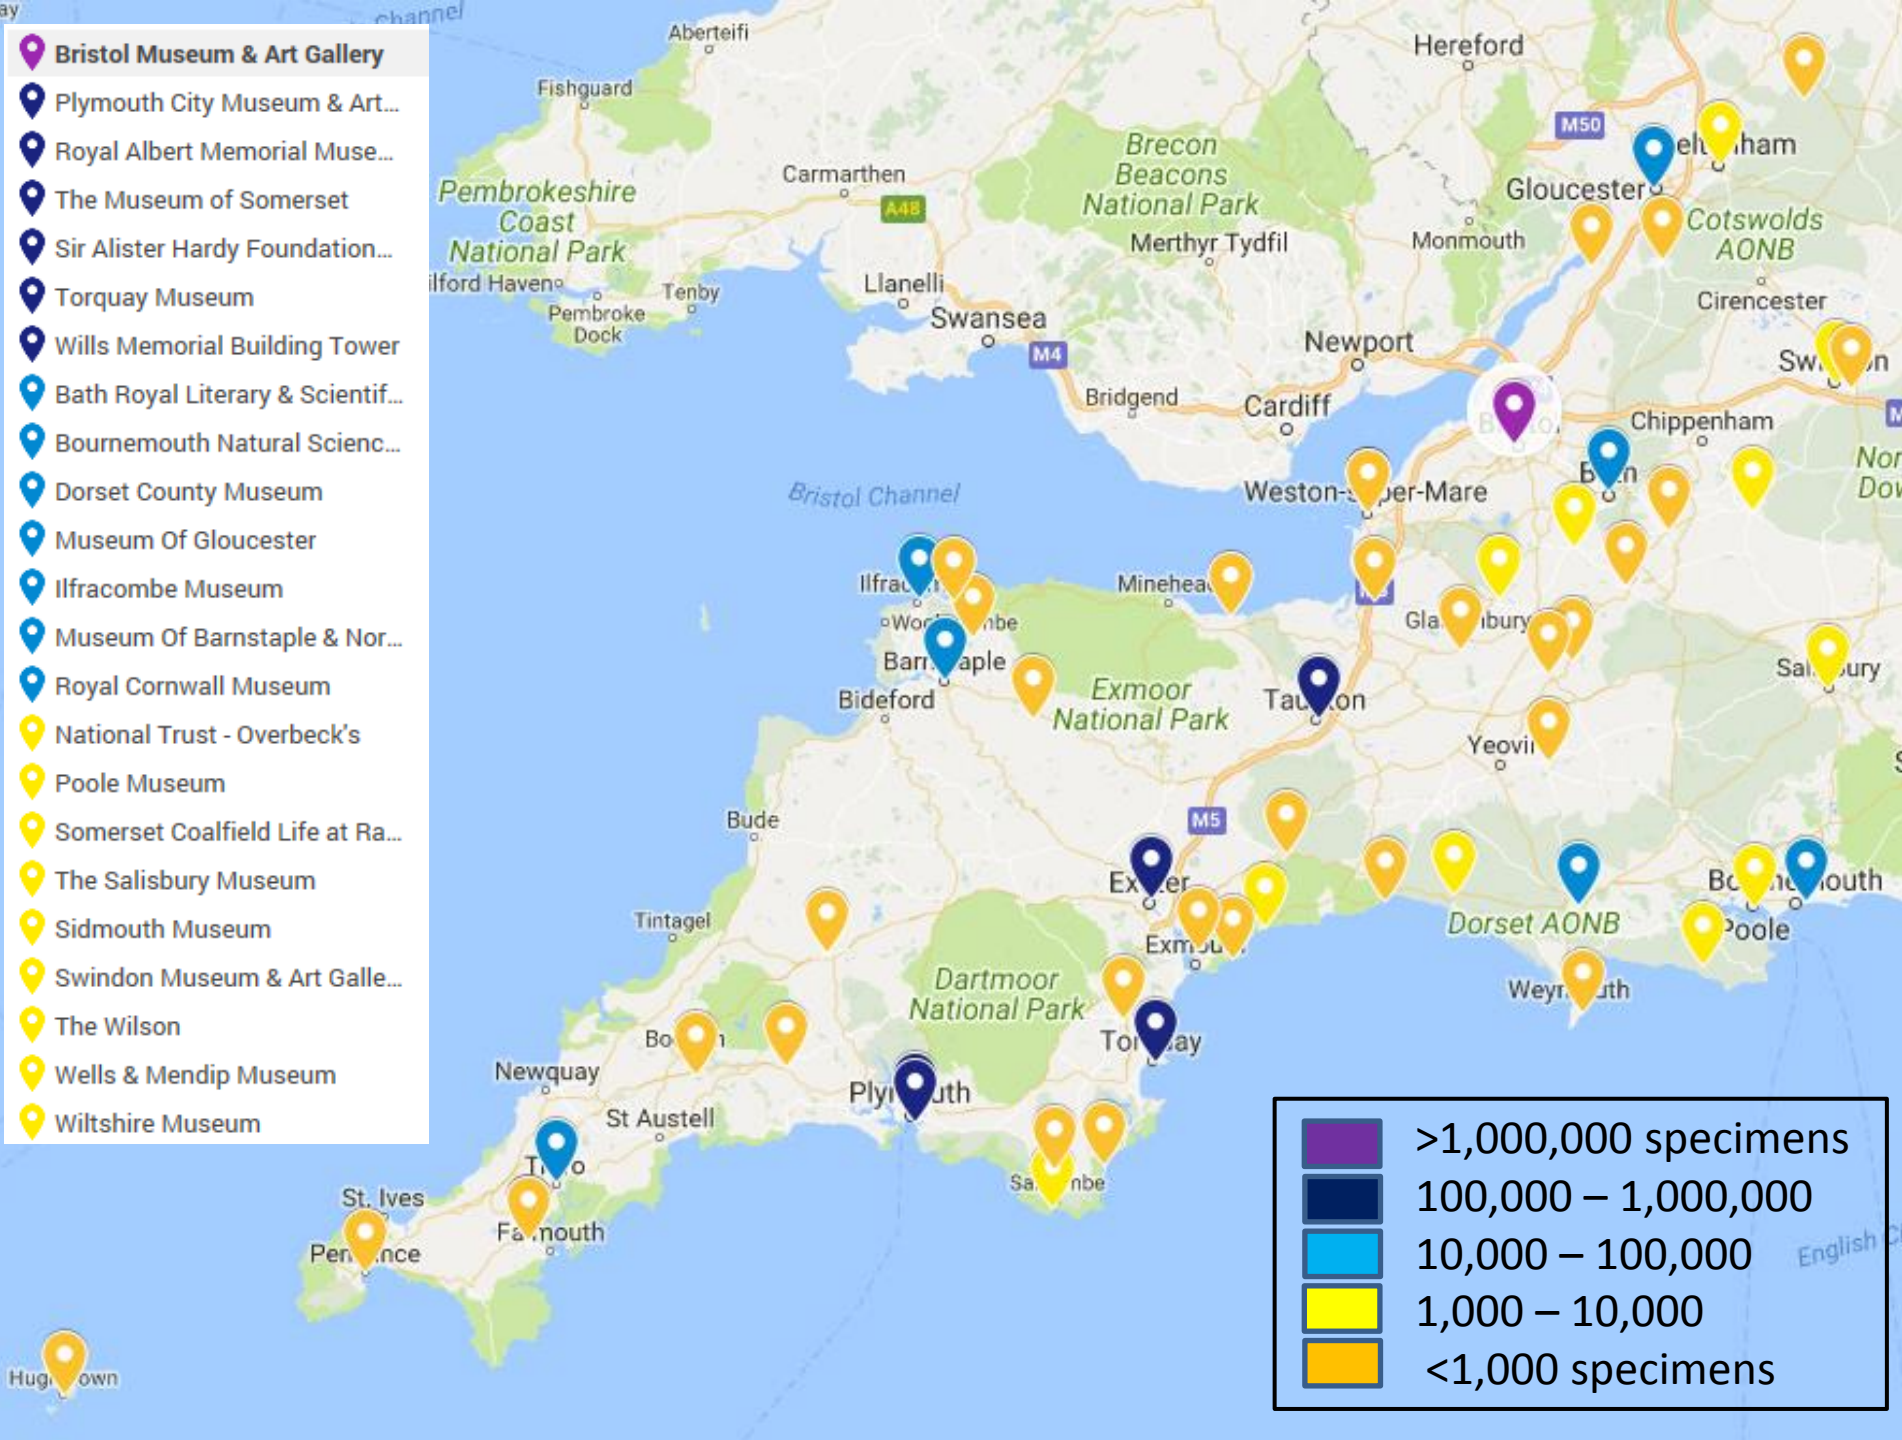 Bristol Museum & Art Gallery
Plymouth City Museum & Art...
Royal Albert Memorial Muse...
The Museum of Somerset
Sir Alister Hardy Foundation...
Torquay Museum
Wills Memorial Building Tower
Bath Royal Literary & Scientif...
Bournemouth Natural Scienc...
Dorset County Museum
Museum Of Gloucester
Ilfracombe Museum
Museum Of Barnstaple & Nor...
Royal Cornwall Museum
National Trust - Overbeck's
Poole Museum
Somerset Coalfield Life at Ra...
The Salisbury Museum
Sidmouth Museum
Swindon Museum & Art Galle...
The Wilson
Wells & Mendip Museum
Wiltshire Museum
Channel
Aberteifi
Hereford
Fishguard
M50
Brecon
Beacons
National Park
Carmarthen
Pembrokeshire
Coast
National Park
A48
Gloucester
Cotswolds
AONB
Merthyr Tydfil
Monmouth
ilford Haven
Tenby
Llanelli
Cirencester
Pembroke
Dock
Swansea
M4
Newport
Bridgend
Cardiff
Chippenham
Bristol Channel
Exmoor
National Park
Bideford
Yeovil
Bude
M5
Tintagel
Dorset AONB
Poole
Dartmoor
National Park
Newquay
St Austell
St. Ives
English
>1,000,000 specimens
100,000 – 1,000,000
10,000 – 100,000
1,000 – 10,000
<1,000 specimens